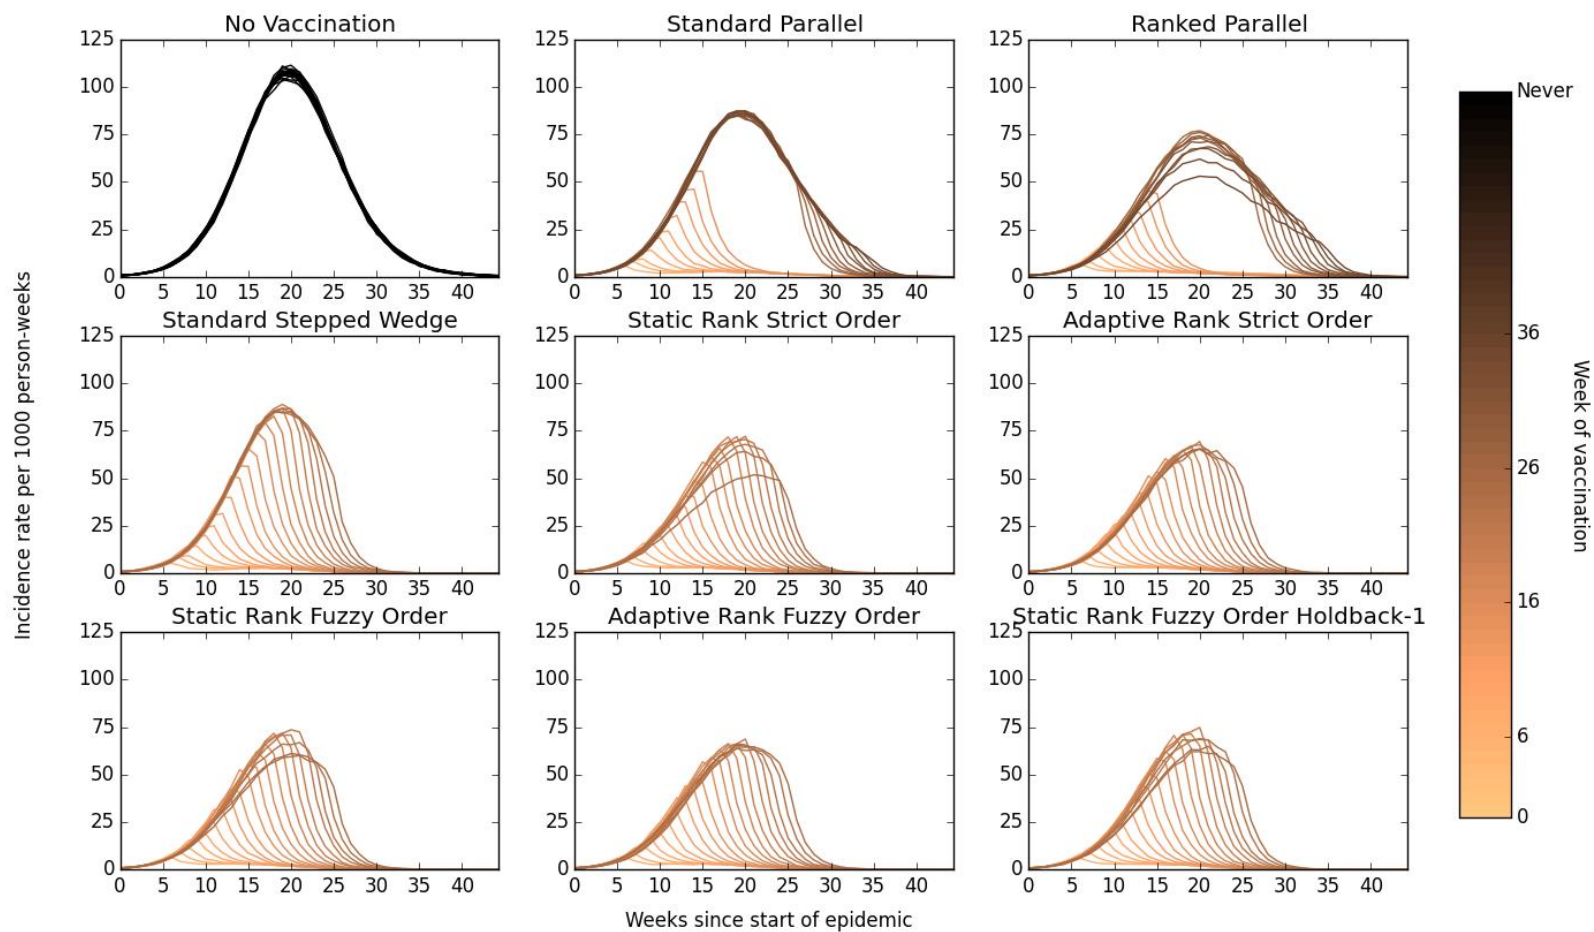 No Vaccination
Standard Parallel
Ranked Parallel
125
100
75
50
25
0
0 5 10 15 20 25 30 35 40
125
100
75
50
25
0
0 5 10 15 20 25 30 35 40
125
100
75
50
25
0
0 5 10 15 20 25 30 35 40
Standard Stepped Wedge
Static Rank Strict Order
Adaptive Rank Strict Order
125
100
75
50
25
0
0 5 10 15 20 25 30 35 40
125
100
75
50
25
0
0 5 10 15 20 25 30 35 40
125
100
75
50
25
0
0 5 10 15 20 25 30 35 40
Static Rank Fuzzy Order
Adaptive Rank Fuzzy Order
Static Rank Fuzzy Order Holdback-1
125
100
75
50
25
0
0 5 10 15 20 25 30 35 40
125
100
75
50
25
0
0 5 10 15 20 25 30 35 40
125
100
75
50
25
0
0 5 10 15 20 25 30 35 40
Incidence rate per 1000 person-weeks
Weeks since start of epidemic
Never
36
26
16
6
0
Week of vaccination